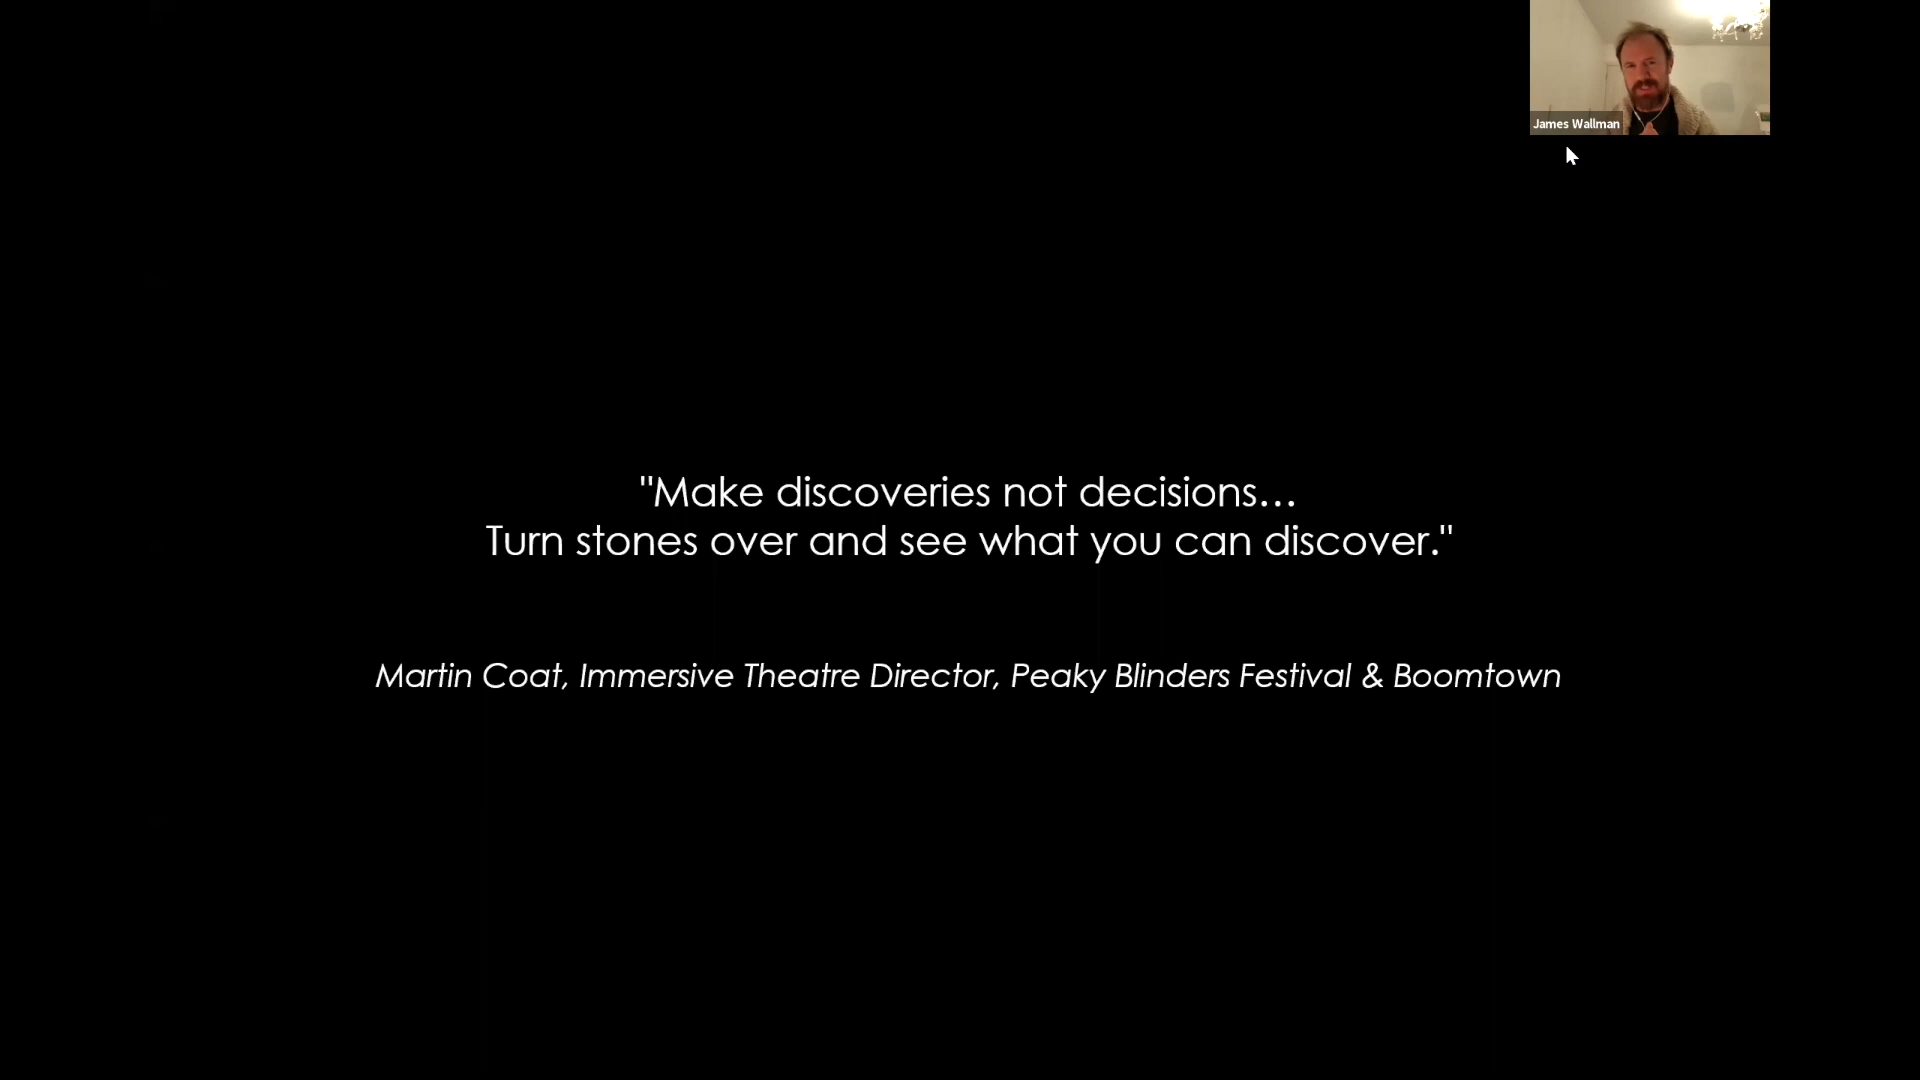 James Wallman
"Make discoveries not decisions…
Turn stones over and see what you can discover."
Martin Coat, Immersive Theatre Director, Peaky Blinders Festival & Boomtown